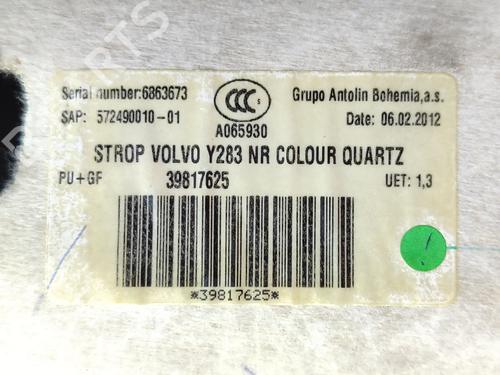 Serial number:6863673
Grupo Antolin Bohemia,a.s.
SAP: 572490010-01
A065930
Date: 06.02.2012
STROP VOLVO Y283 NR COLOUR QUARTZ
PU+GF
39817625
UET: 1,3
*39817625*